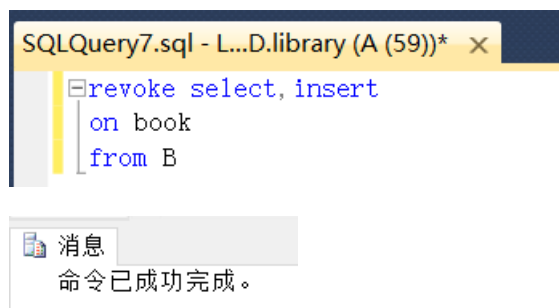 SQLQuery7.sql - L...D.library (A (59))* ×
revoke select,insert
on book
from B
消息
命令已成功完成。